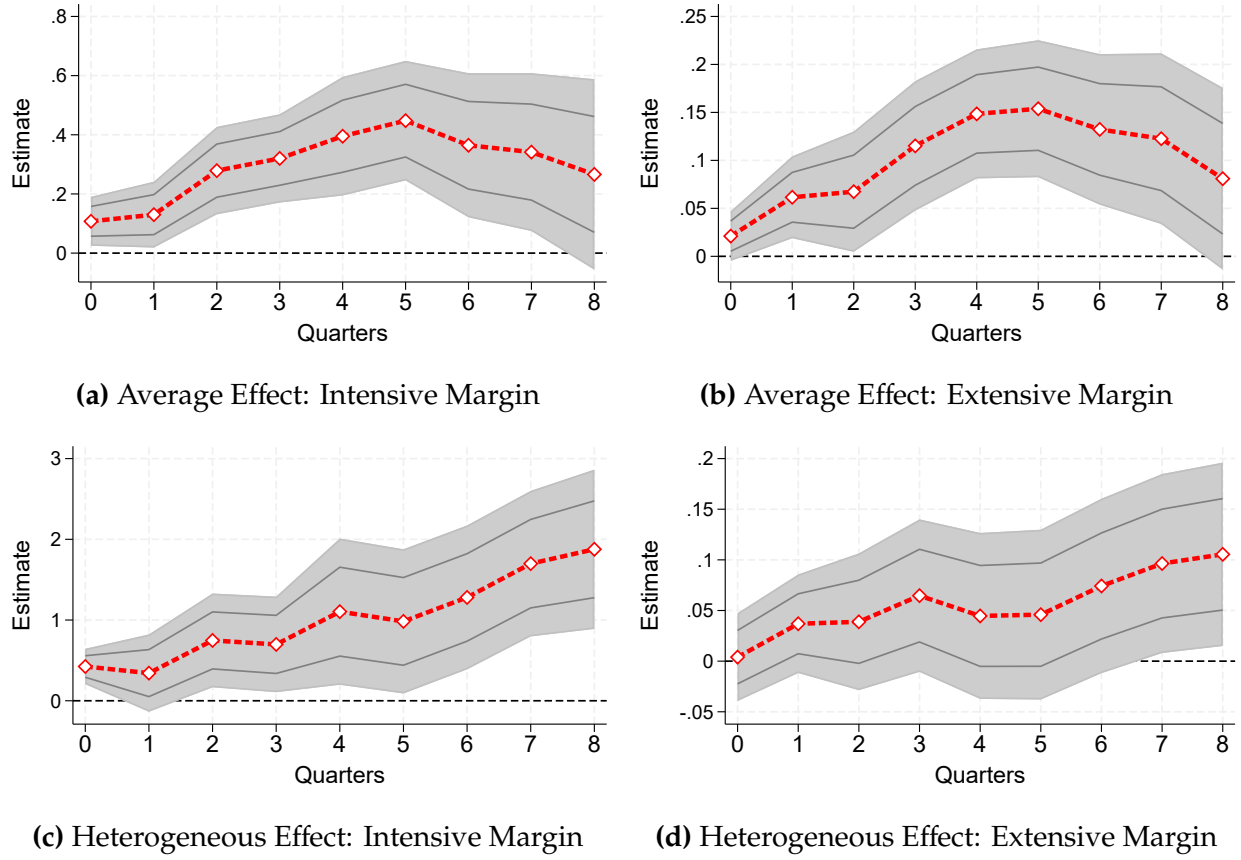 .8
.6
.4
.2
0
Estimate
0 1 2 3 4 5 6 7 8
Quarters
(a) Average Effect: Intensive Margin
.25
.2
.15
.1
.05
0
Estimate
0 1 2 3 4 5 6 7 8
Quarters
(b) Average Effect: Extensive Margin
3
2
1
0
Estimate
0 1 2 3 4 5 6 7 8
Quarters
(c) Heterogeneous Effect: Intensive Margin
.2
.15
.1
.05
0
-.05
Estimate
0 1 2 3 4 5 6 7 8
Quarters
(d) Heterogeneous Effect: Extensive Margin